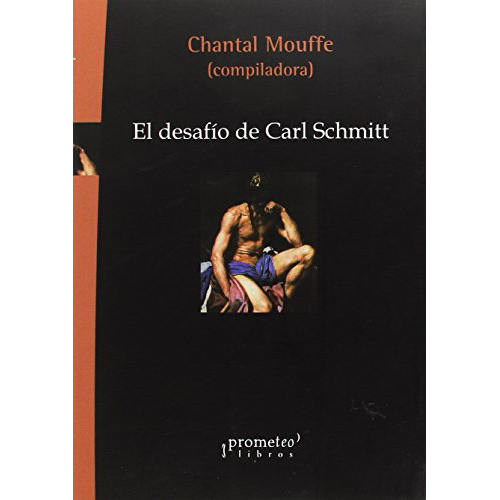 Chantal Mouffe
(compiladora)
El desafío de Carl Schmitt
prometeo
libros